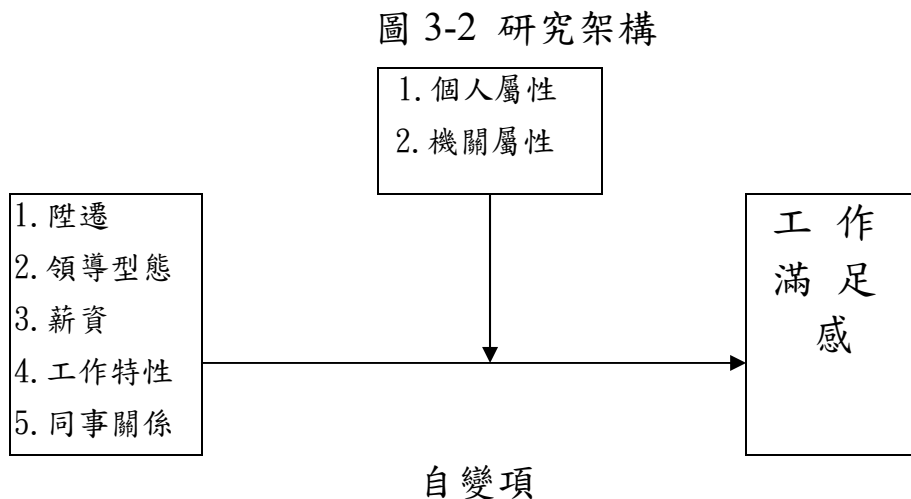 圖 3-2 研究架構
1.個人屬性
2.機關屬性
1.陞遷
2.領導型態
3.薪資
4.工作特性
5.同事關係
工 作
滿 足
感
自變項